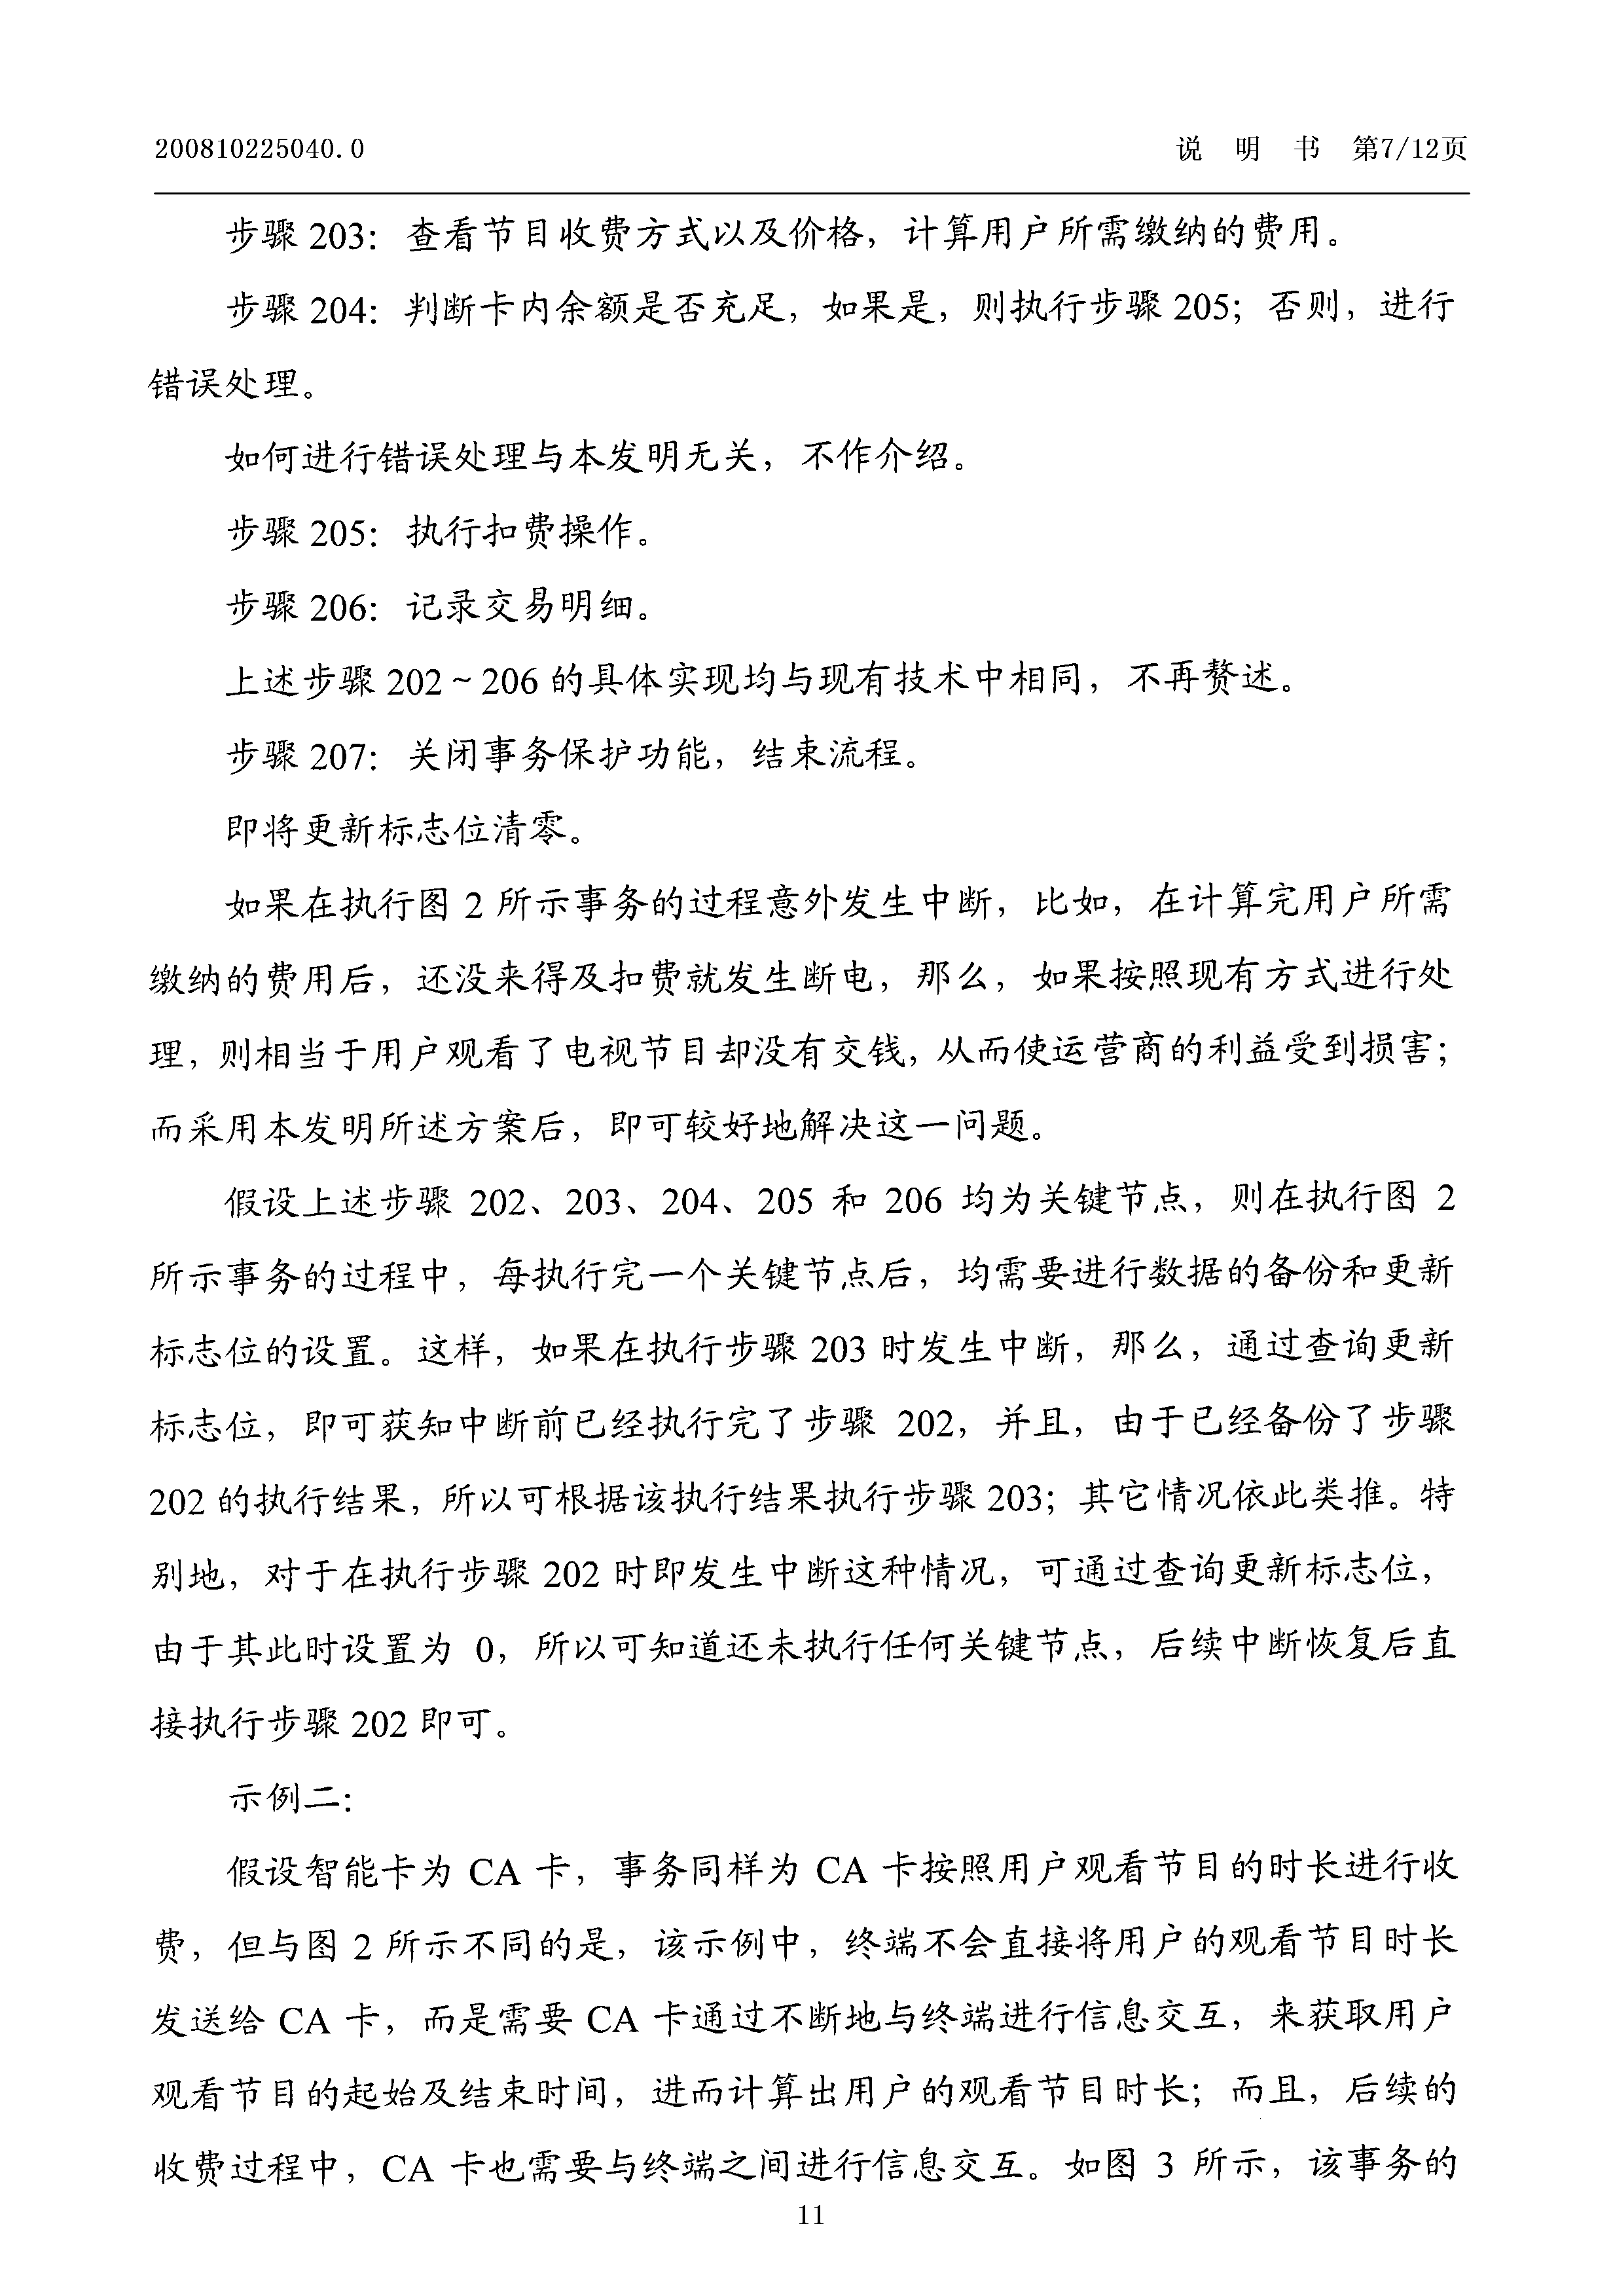 200810225040.0 说 明 书 第7/12页
步骤 203：查看节目收费方式以及价格，计算用户所需缴纳的费用。
步骤 204：判断卡内余额是否充足，如果是，则执行步骤 205；否则，进行
错误处理。
如何进行错误处理与本发明无关，不作介绍。
步骤 205：执行扣费操作。
步骤 206：记录交易明细。
上述步骤 202～206 的具体实现均与现有技术中相同，不再赘述。
步骤 207：关闭事务保护功能，结束流程。
即将更新标志位清零。
如果在执行图 2 所示事务的过程意外发生中断，比如，在计算完用户所需
缴纳的费用后，还没来得及扣费就发生断电，那么，如果按照现有方式进行处
理，则相当于用户观看了电视节目却没有交钱，从而使运营商的利益受到损害；
而采用本发明所述方案后，即可较好地解决这一问题。
假设上述步骤 202、203、204、205 和 206 均为关键节点，则在执行图 2
所示事务的过程中，每执行完一个关键节点后，均需要进行数据的备份和更新
标志位的设置。这样，如果在执行步骤 203 时发生中断，那么，通过查询更新
标志位，即可获知中断前已经执行完了步骤 202，并且，由于已经备份了步骤
202 的执行结果，所以可根据该执行结果执行步骤 203；其它情况依此类推。特
别地，对于在执行步骤 202 时即发生中断这种情况，可通过查询更新标志位，
由于其此时设置为 0，所以可知道还未执行任何关键节点，后续中断恢复后直
接执行步骤 202 即可。
示例二：
假设智能卡为 CA 卡，事务同样为 CA 卡按照用户观看节目的时长进行收
费，但与图 2 所示不同的是，该示例中，终端不会直接将用户的观看节目时长
发送给 CA 卡，而是需要 CA 卡通过不断地与终端进行信息交互，来获取用户
观看节目的起始及结束时间，进而计算出用户的观看节目时长；而且，后续的
收费过程中，CA 卡也需要与终端之间进行信息交互。如图 3 所示，该事务的
11